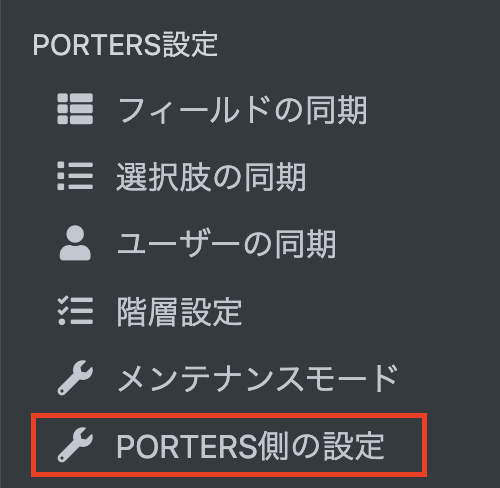 PORTERS設定
フィールドの同期
選択肢の同期
ユーザーの同期
階層設定
メンテナンスモード
PORTERS側の設定